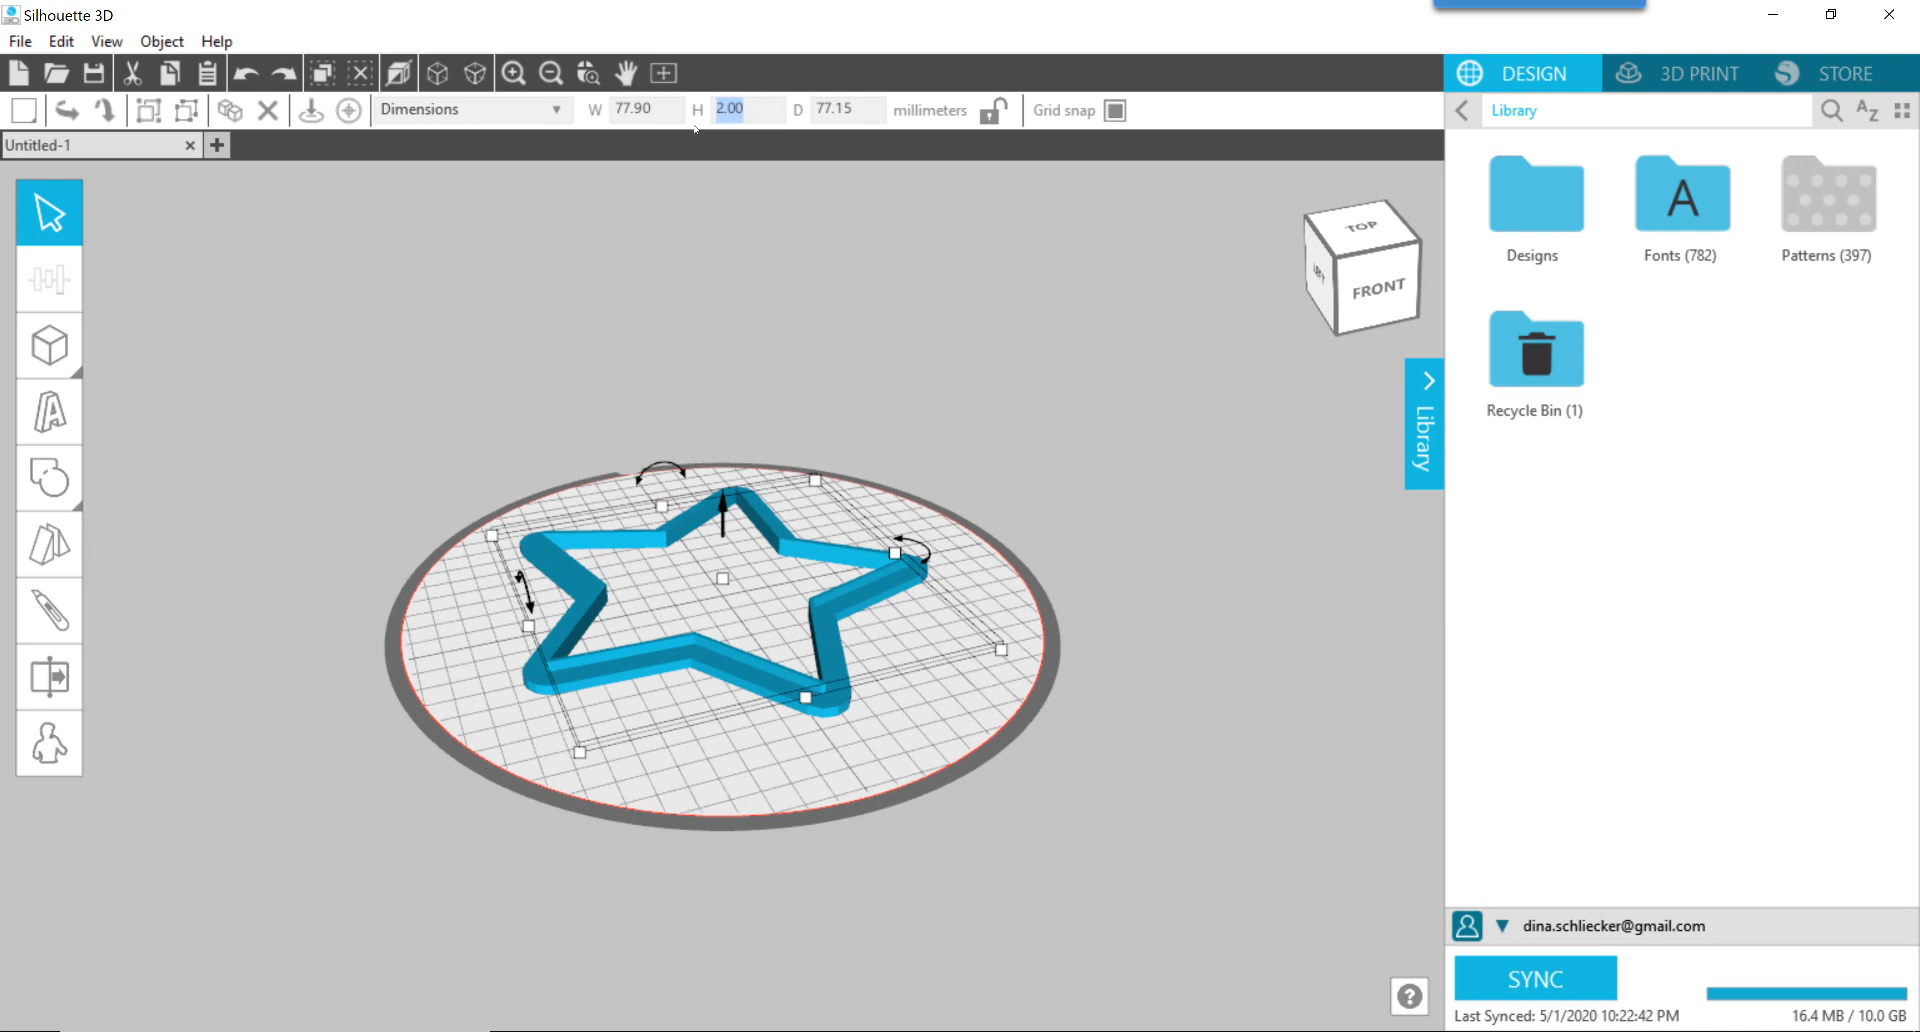 Silhouette 3D
File Edit View Object Help
DESIGN 3D PRINT STORE
Dimensions W 77.90 H 2.00 D 77.15 millimeters Grid snap
Library
A Z
Untitled-1
TOP
LEFT
FRONT
A
Designs Fonts (782) Patterns (397)
Recycle Bin (1)
Library
dina.schliecker@gmail.com
SYNC
Last Synced: 5/1/2020 10:22:42 PM 16.4 MB / 10.0 GB